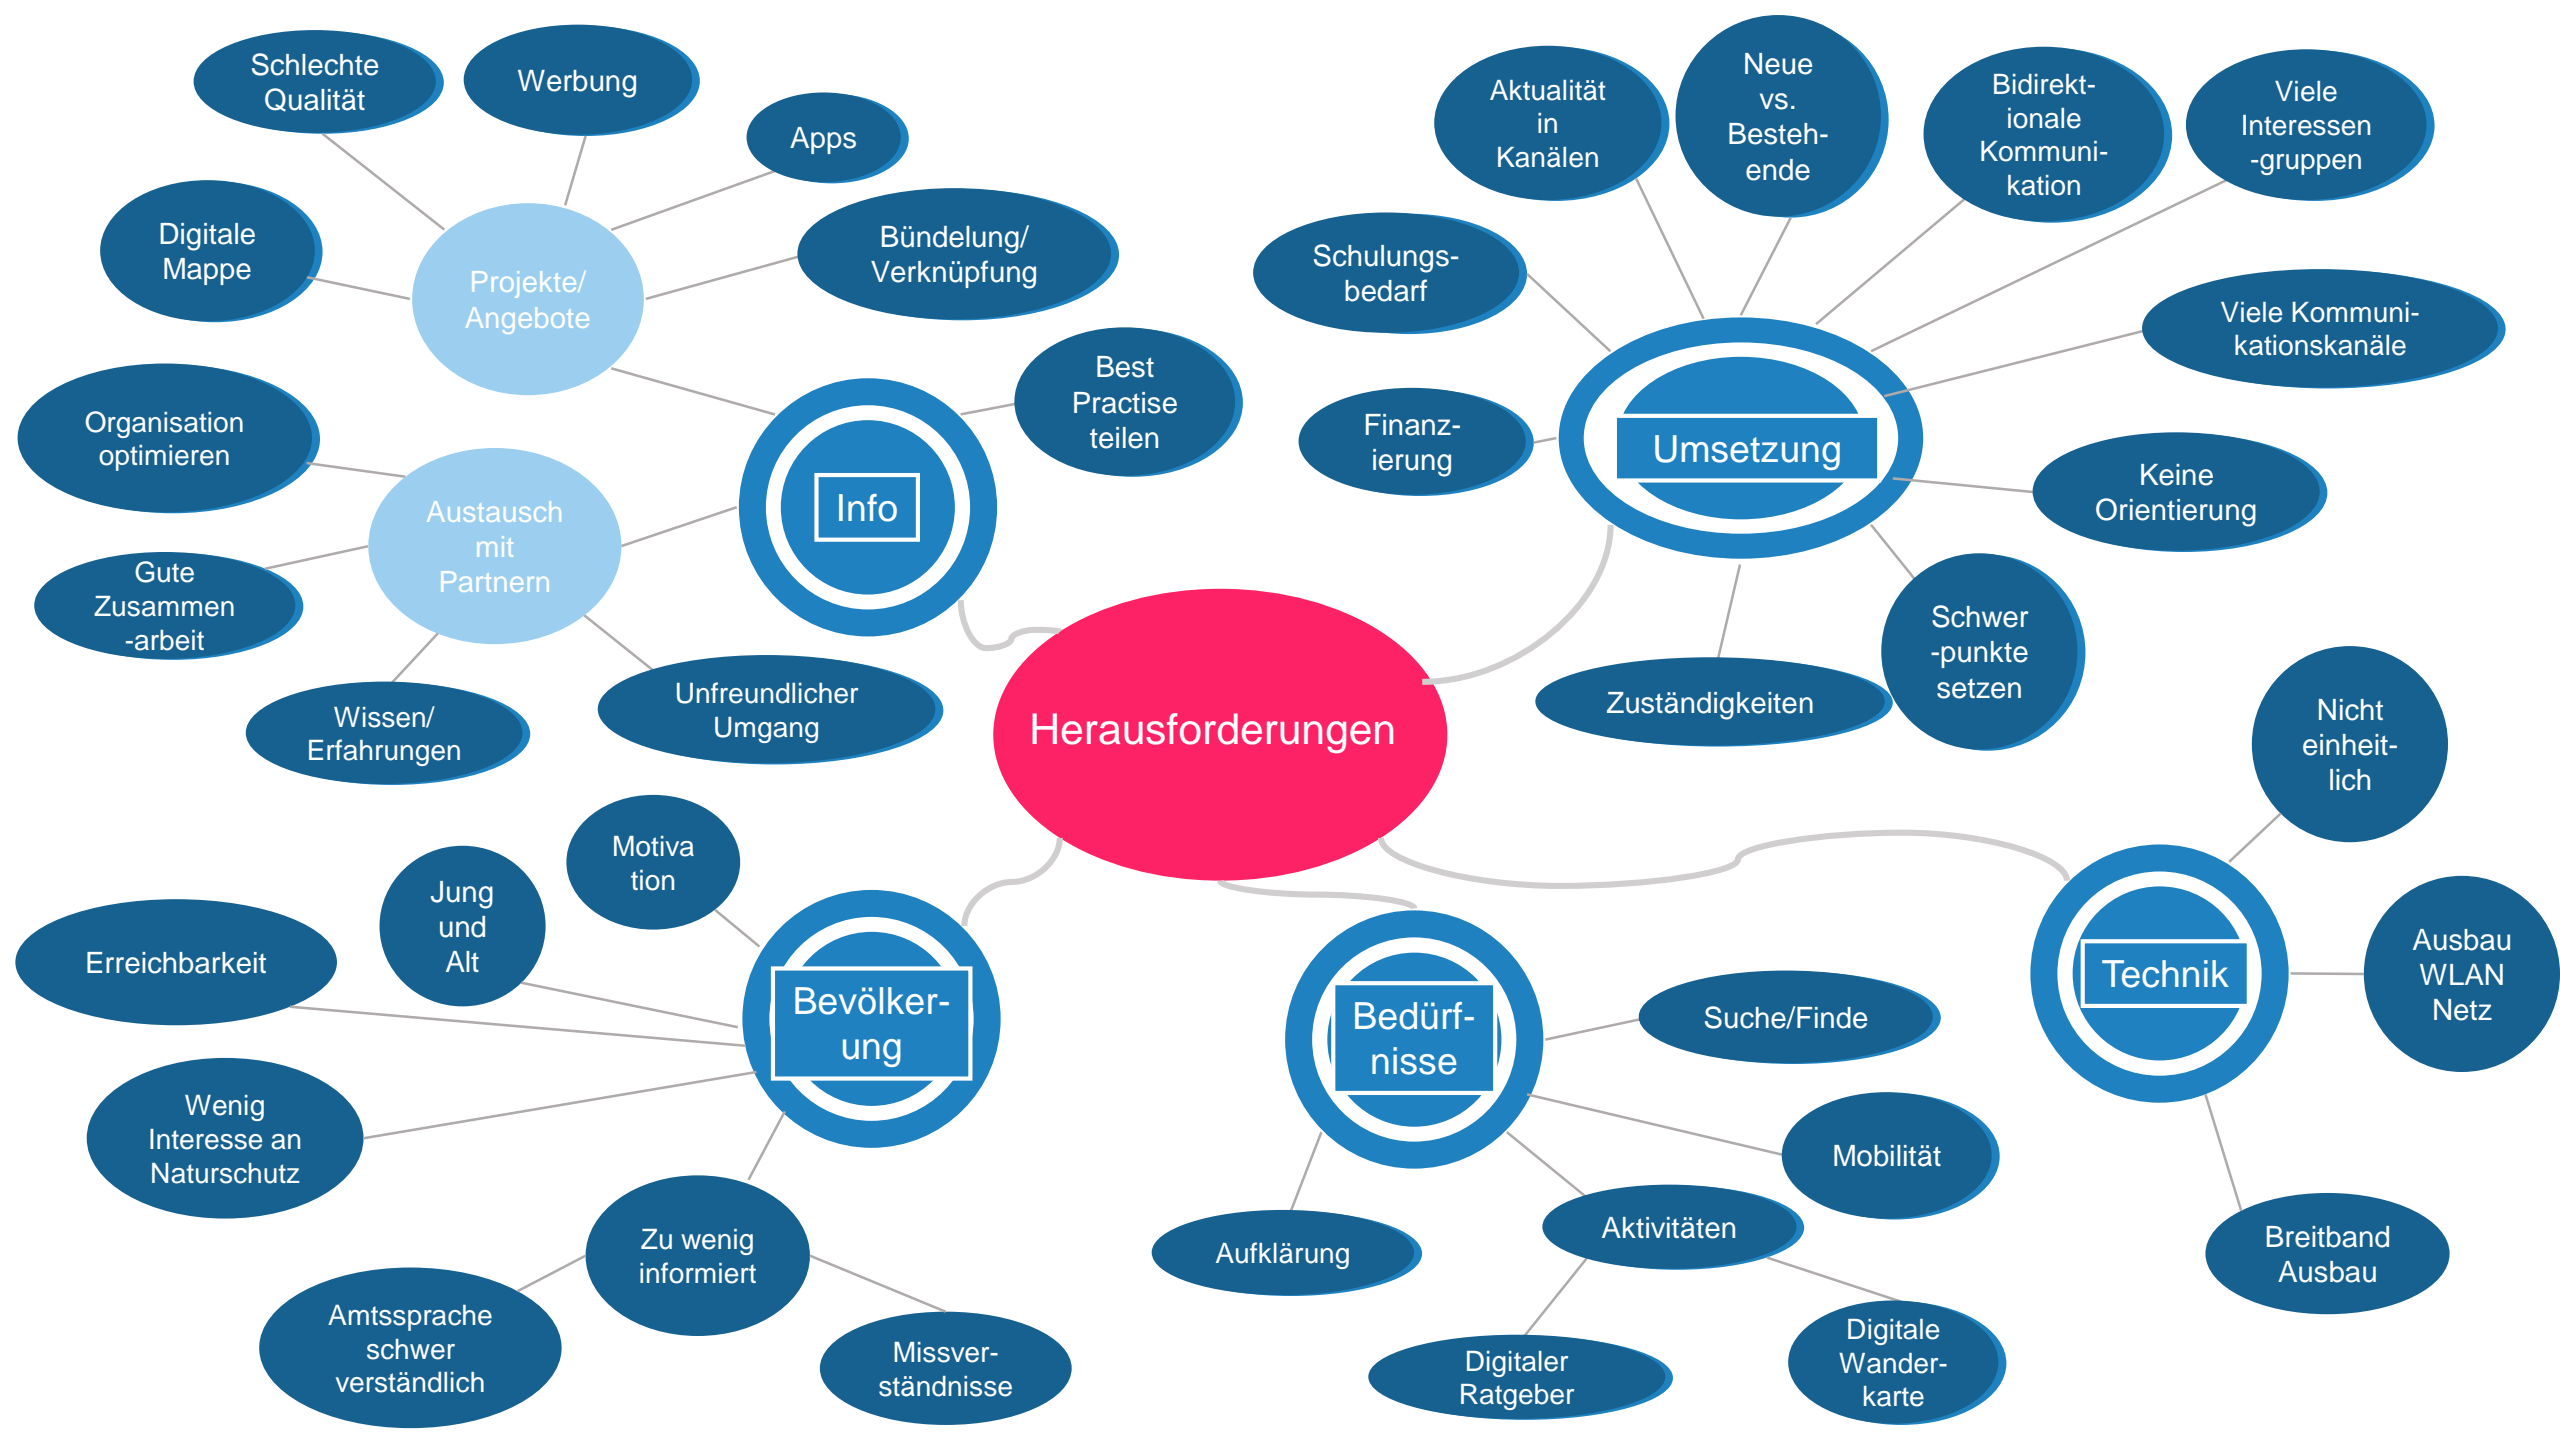 Schlechte
Qualität
Werbung
Apps
Digitale
Mappe
Projekte/
Angebote
Bündelung/
Verknüpfung
Best
Practise
teilen
Organisation
optimieren
Austausch
mit
Partnern
Info
Gute
Zusammen
-arbeit
Wissen/
Erfahrungen
Unfreundlicher
Umgang
Aktualität
in
Kanälen
Neue
vs.
Besteh-
ende
Bidirekt-
ionale
Kommuni-
kation
Viele
Interessen
-gruppen
Schulungs-
bedarf
Viele Kommuni-
kationskanäle
Finanz-
ierung
Umsetzung
Keine
Orientierung
Schwer
-punkte
setzen
Zuständigkeiten
Herausforderungen
Nicht
einheit-
lich
Motiva
tion
Jung
und
Alt
Erreichbarkeit
Bevölker-
ung
Wenig
Interesse an
Naturschutz
Zu wenig
informiert
Amtssprache
schwer
verständlich
Missver-
ständnisse
Bedürf-
nisse
Suche/Finde
Mobilität
Aktivitäten
Aufklärung
Digitaler
Ratgeber
Digitale
Wander-
karte
Technik
Ausbau
WLAN
Netz
Breitband
Ausbau